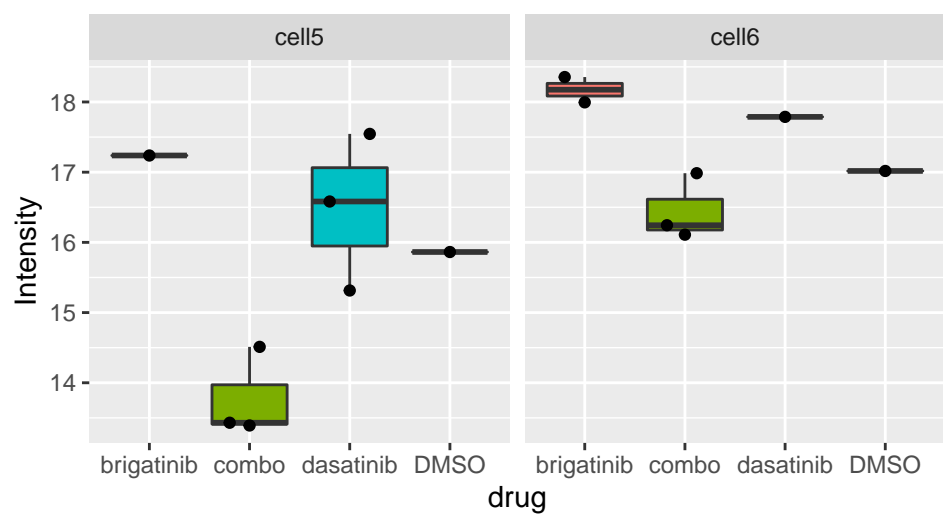 cell5 cell6
Intensity
18
17
16
15
14
brigatinib combo dasatinib DMSO brigatinib combo dasatinib DMSO
drug